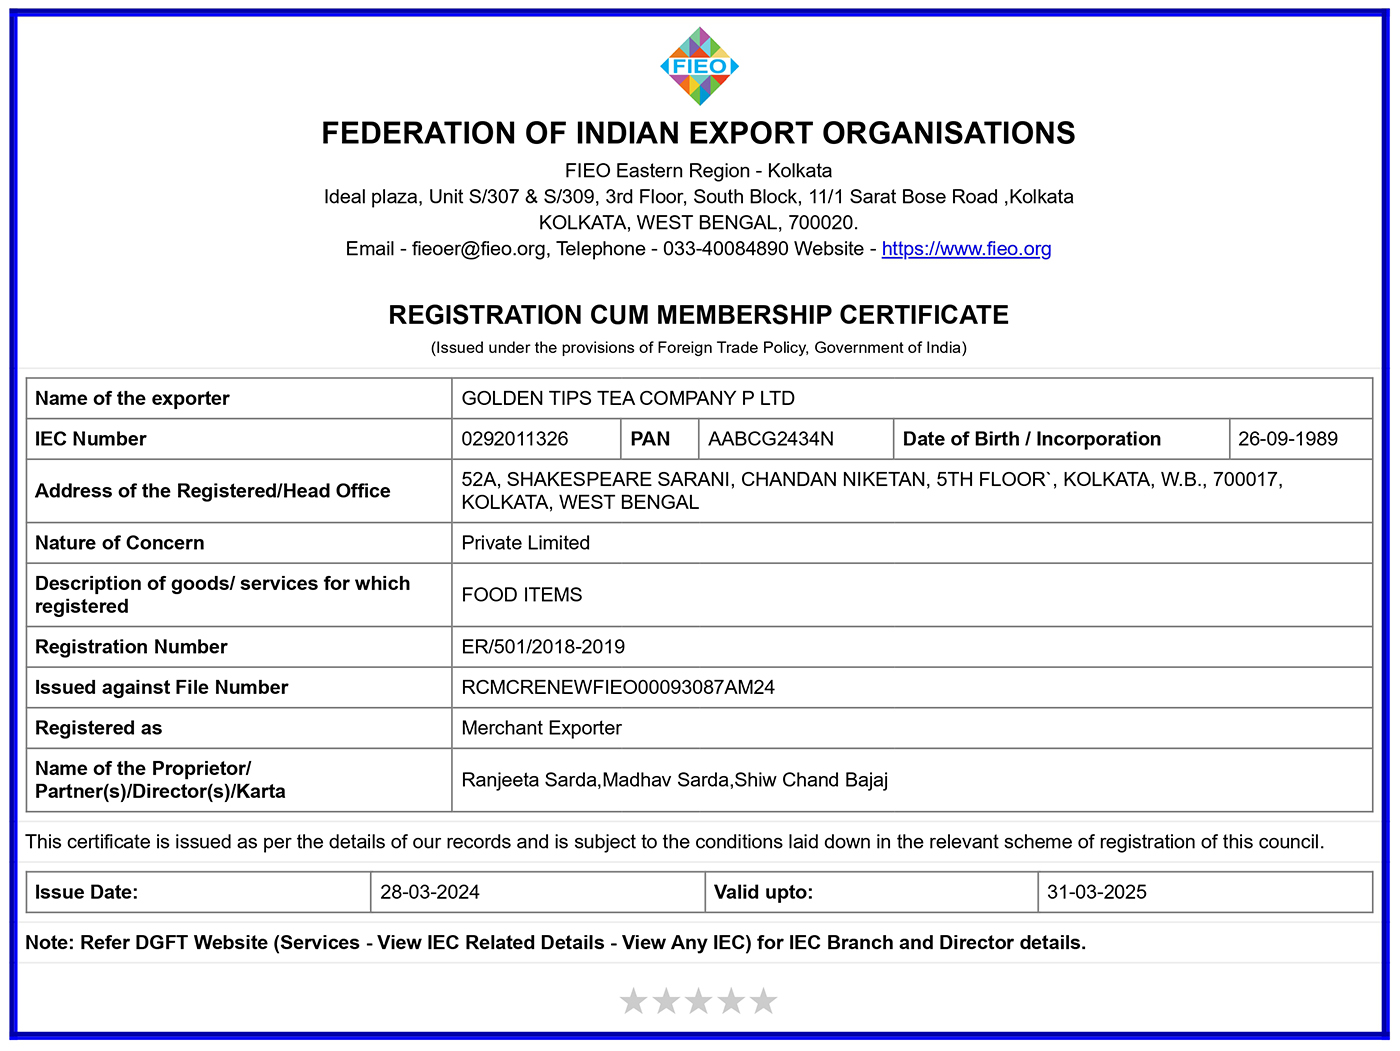 FIEO
FEDERATION OF INDIAN EXPORT ORGANISATIONS
FIEO Eastern Region - Kolkata
Ideal plaza, Unit S/307 & S/309, 3rd Floor, South Block, 11/1 Sarat Bose Road ,Kolkata
KOLKATA, WEST BENGAL, 700020.
Email - fieoer@fieo.org, Telephone - 033-40084890 Website - https://www.fieo.org
REGISTRATION CUM MEMBERSHIP CERTIFICATE
(Issued under the provisions of Foreign Trade Policy, Government of India)
Name of the exporter GOLDEN TIPS TEA COMPANY P LTD
IEC Number 0292011326 PAN AABCG2434N Date of Birth / Incorporation 26-09-1989
Address of the Registered/Head Office 52A, SHAKESPEARE SARANI, CHANDAN NIKETAN, 5TH FLOOR`, KOLKATA, W.B., 700017,
KOLKATA, WEST BENGAL
Nature of Concern Private Limited
Description of goods/ services for which
registered FOOD ITEMS
Registration Number ER/501/2018-2019
Issued against File Number RCMCRENEWFIEO00093087AM24
Registered as Merchant Exporter
Name of the Proprietor/
Partner(s)/Director(s)/Karta Ranjeeta Sarda,Madhav Sarda,Shiw Chand Bajaj
This certificate is issued as per the details of our records and is subject to the conditions laid down in the relevant scheme of registration of this council.
Issue Date: 28-03-2024 Valid upto: 31-03-2025
Note: Refer DGFT Website (Services - View IEC Related Details - View Any IEC) for IEC Branch and Director details.